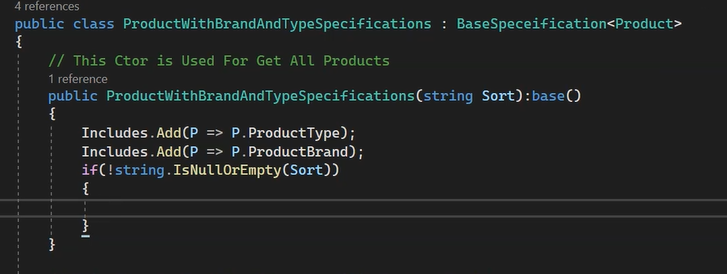 4 references
public class ProductWithBrandAndTypeSpecifications : BaseSpeceification<Product>
{
// This Ctor is Used For Get All Products
1 reference
public ProductWithBrandAndTypeSpecifications(string Sort):base()
{
Includes.Add(P => P.ProductType);
Includes.Add(P => P.ProductBrand);
if(!string.IsNullOrEmpty(Sort))
{
}
}